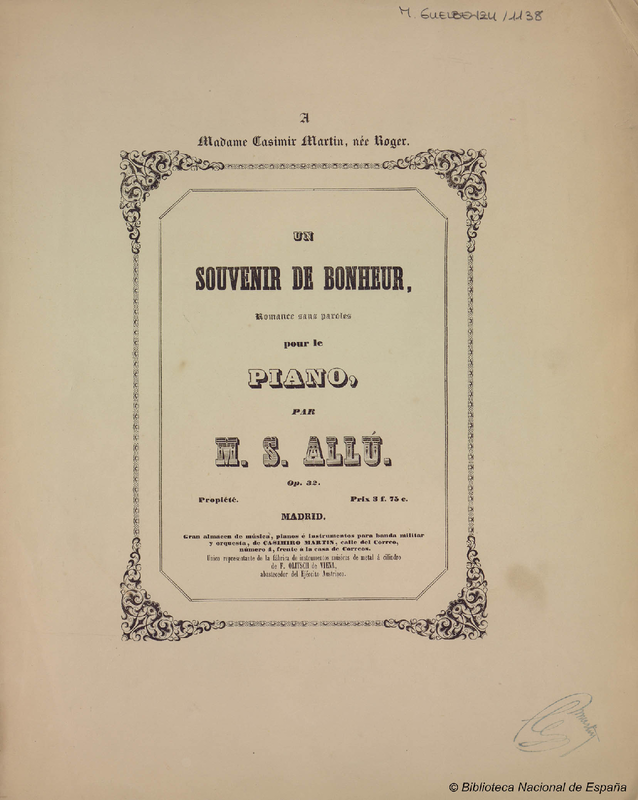 M. GUELBENZU/1138
A
Madame Casimir Martin, née Roger.
UN
SOUVENIR DE BONHEUR,
Romance sans paroles
pour le
PIANO,
PAR
M. S. ALLÚ.
Op. 32.
Propiété. Prix 3 f. 75 c.
MADRID.
Gran almacen de música, pianos é instrumentos para banda militar
y orquesta, de CASIMIRO MARTIN, calle del Correo,
número 4, frente á la casa de Correos.
Unico representante de la fábrica de instrumentos músicos de metal á cilindro
de F. OLITSCH de VIENA,
abastecedor del Ejército Austriaco.
© Biblioteca Nacional de España